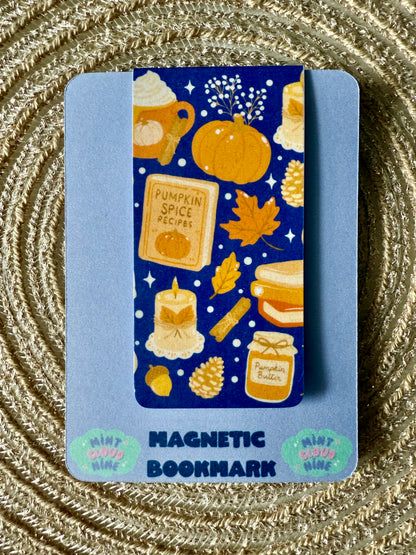 PUMPKIN
SPICE
RECIPES
Pumpkin
Butter
MAGNETIC
BOOKMARK
MiNT
CLOUD
NiNE
MiNT
CLOUD
NiNE